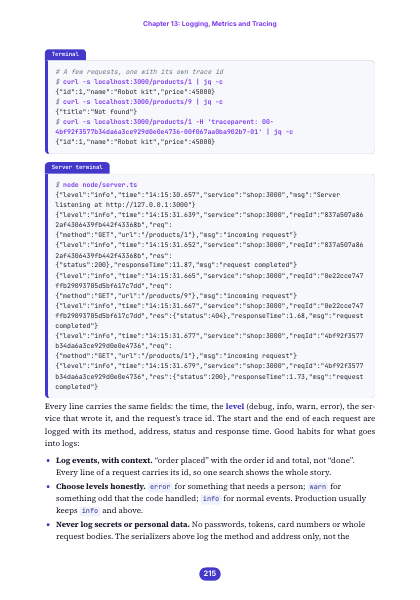 Chapter 13: Logging, Metrics and Tracing
Terminal
# A few requests, one with its own trace id
$ curl -s localhost:3000/products/1 | jq -c
{"id":1,"name":"Robot kit","price":45000}
$ curl -s localhost:3000/products/9 | jq -c
{"title":"Not found"}
$ curl -s localhost:3000/products/1 -H 'traceparent: 00-
4bf92f3577b34da6a3ce929d0e0e4736-00f067aa0ba902b7-01' | jq -c
{"id":1,"name":"Robot kit","price":45000}
Server terminal
$ node node/server.ts
{"level":"info","time":"14:15:30.657","service":"shop:3000","msg":"Server
listening at http://127.0.0.1:3000"}
{"level":"info","time":"14:15:31.639","service":"shop:3000","reqId":"837a507a86
2af4306439fb442f43368b","req":
{"method":"GET","url":"/products/1"},"msg":"incoming request"}
{"level":"info","time":"14:15:31.652","service":"shop:3000","reqId":"837a507a86
2af4306439fb442f43368b","res":
{"status":200},"responseTime":11.87,"msg":"request completed"}
{"level":"info","time":"14:15:31.665","service":"shop:3000","reqId":"0e22cce747
ffb29093705d5bf617c7dd","req":
{"method":"GET","url":"/products/9"},"msg":"incoming request"}
{"level":"info","time":"14:15:31.667","service":"shop:3000","reqId":"0e22cce747
ffb29093705d5bf617c7dd","res":{"status":404},"responseTime":1.68,"msg":"request
completed"}
{"level":"info","time":"14:15:31.677","service":"shop:3000","reqId":"4bf92f3577
b34da6a3ce929d0e0e4736","req":
{"method":"GET","url":"/products/1"},"msg":"incoming request"}
{"level":"info","time":"14:15:31.679","service":"shop:3000","reqId":"4bf92f3577
b34da6a3ce929d0e0e4736","res":{"status":200},"responseTime":1.73,"msg":"request
completed"}
Every line carries the same fields: the time, the level (debug, info, warn, error), the ser-
vice that wrote it, and the request's trace id. The start and the end of each request are
logged with its method, address, status and response time. Good habits for what goes
into logs:
• Log events, with context. “order placed” with the order id and total, not “done”.
Every line of a request carries its id, so one search shows the whole story.
• Choose levels honestly. error for something that needs a person; warn for
something odd that the code handled; info for normal events. Production usually
keeps info and above.
• Never log secrets or personal data. No passwords, tokens, card numbers or whole
request bodies. The serializers above log the method and address only, not the
215